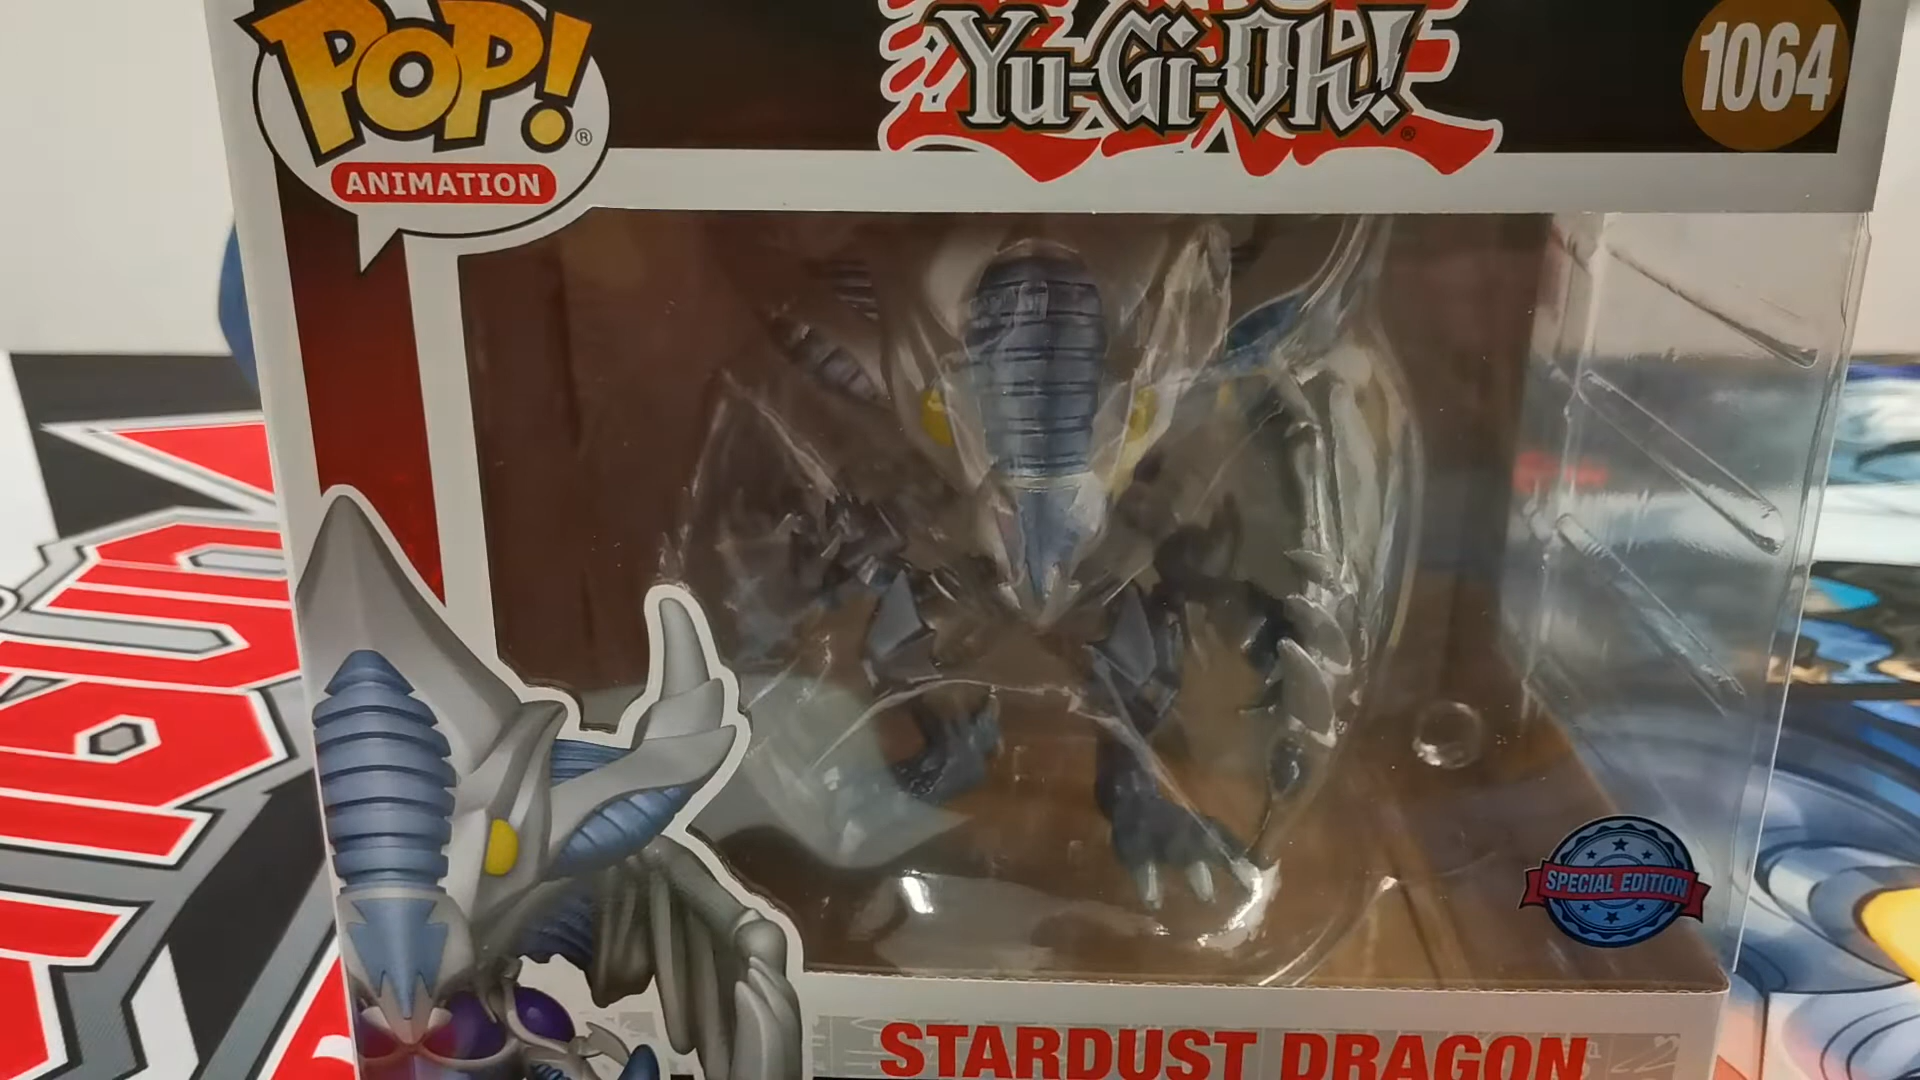 POP!®
ANIMATION
Yu-Gi-Oh!®
1064
SPECIAL EDITION
STARDUST DRAGON